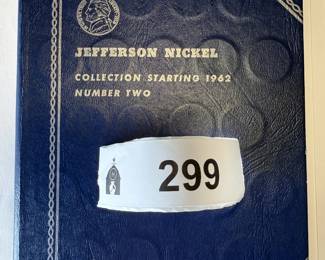 JEFFERSON NICKEL
COLLECTION STARTING 1962
NUMBER TWO
299